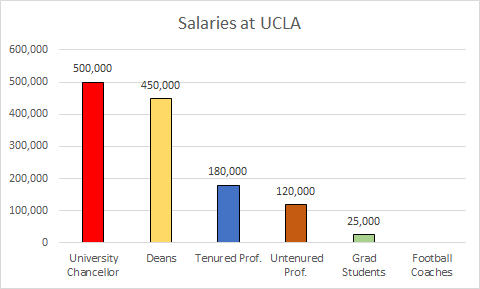 Salaries at UCLA
600,000
500,000
400,000
300,000
200,000
100,000
0
500,000
450,000
180,000
120,000
25,000
University
Chancellor
Deans
Tenured Prof.
Untenured
Prof.
Grad
Students
Football
Coaches